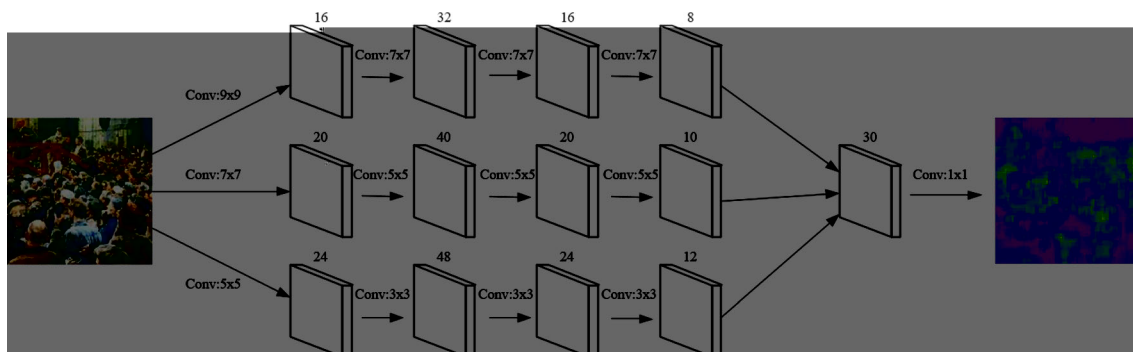 16 32 16 8
Conv:7x7 Conv:7x7 Conv:7x7
Conv:9x9
20 40 20 10 30
Conv:7x7 Conv:5x5 Conv:5x5 Conv:5x5 Conv:1x1
24 48 24 12
Conv:5x5 Conv:3x3 Conv:3x3 Conv:3x3